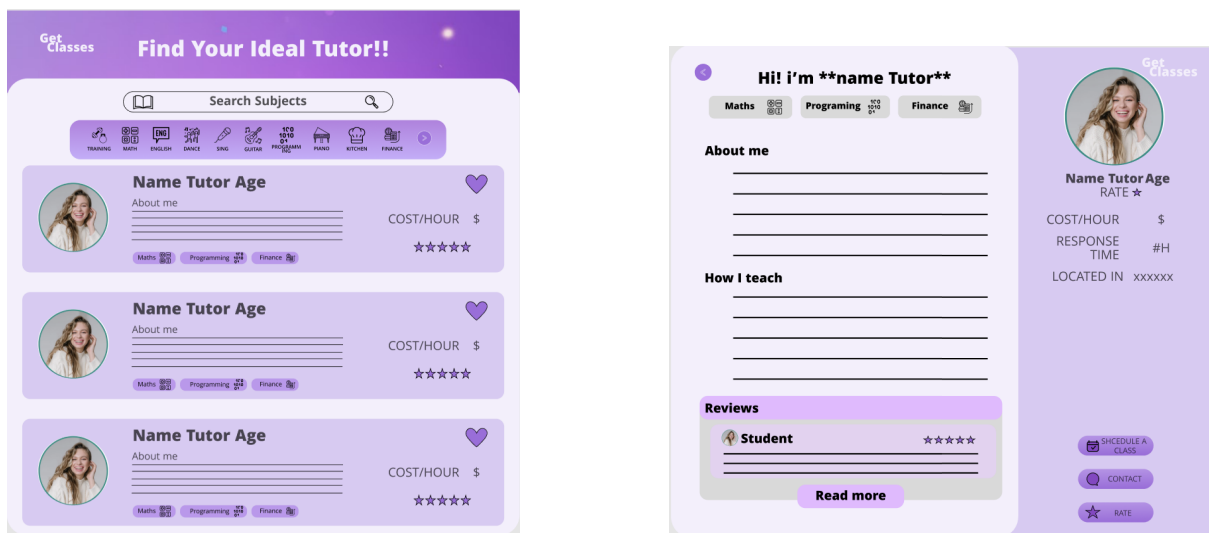 Get
Classes
Find Your Ideal Tutor!!
Search Subjects
TRAINING MATH ENGLISH DANCE SING GUITAR PROGRAMM
ING PIANO KITCHEN FINANCE
ENG
Name Tutor Age
About me
COST/HOUR $
Maths Programming Finance
Name Tutor Age
About me
COST/HOUR $
Maths Programming Finance
Name Tutor Age
About me
COST/HOUR $
Maths Programming Finance
Hi! i’m **name Tutor**
Maths Programing Finance
About me
How I teach
Reviews
Student
Read more
Get
Classes
Name Tutor Age
RATE
COST/HOUR $
RESPONSE
TIME #H
LOCATED IN xxxxxx
SHCEDULE A
CLASS
CONTACT
RATE